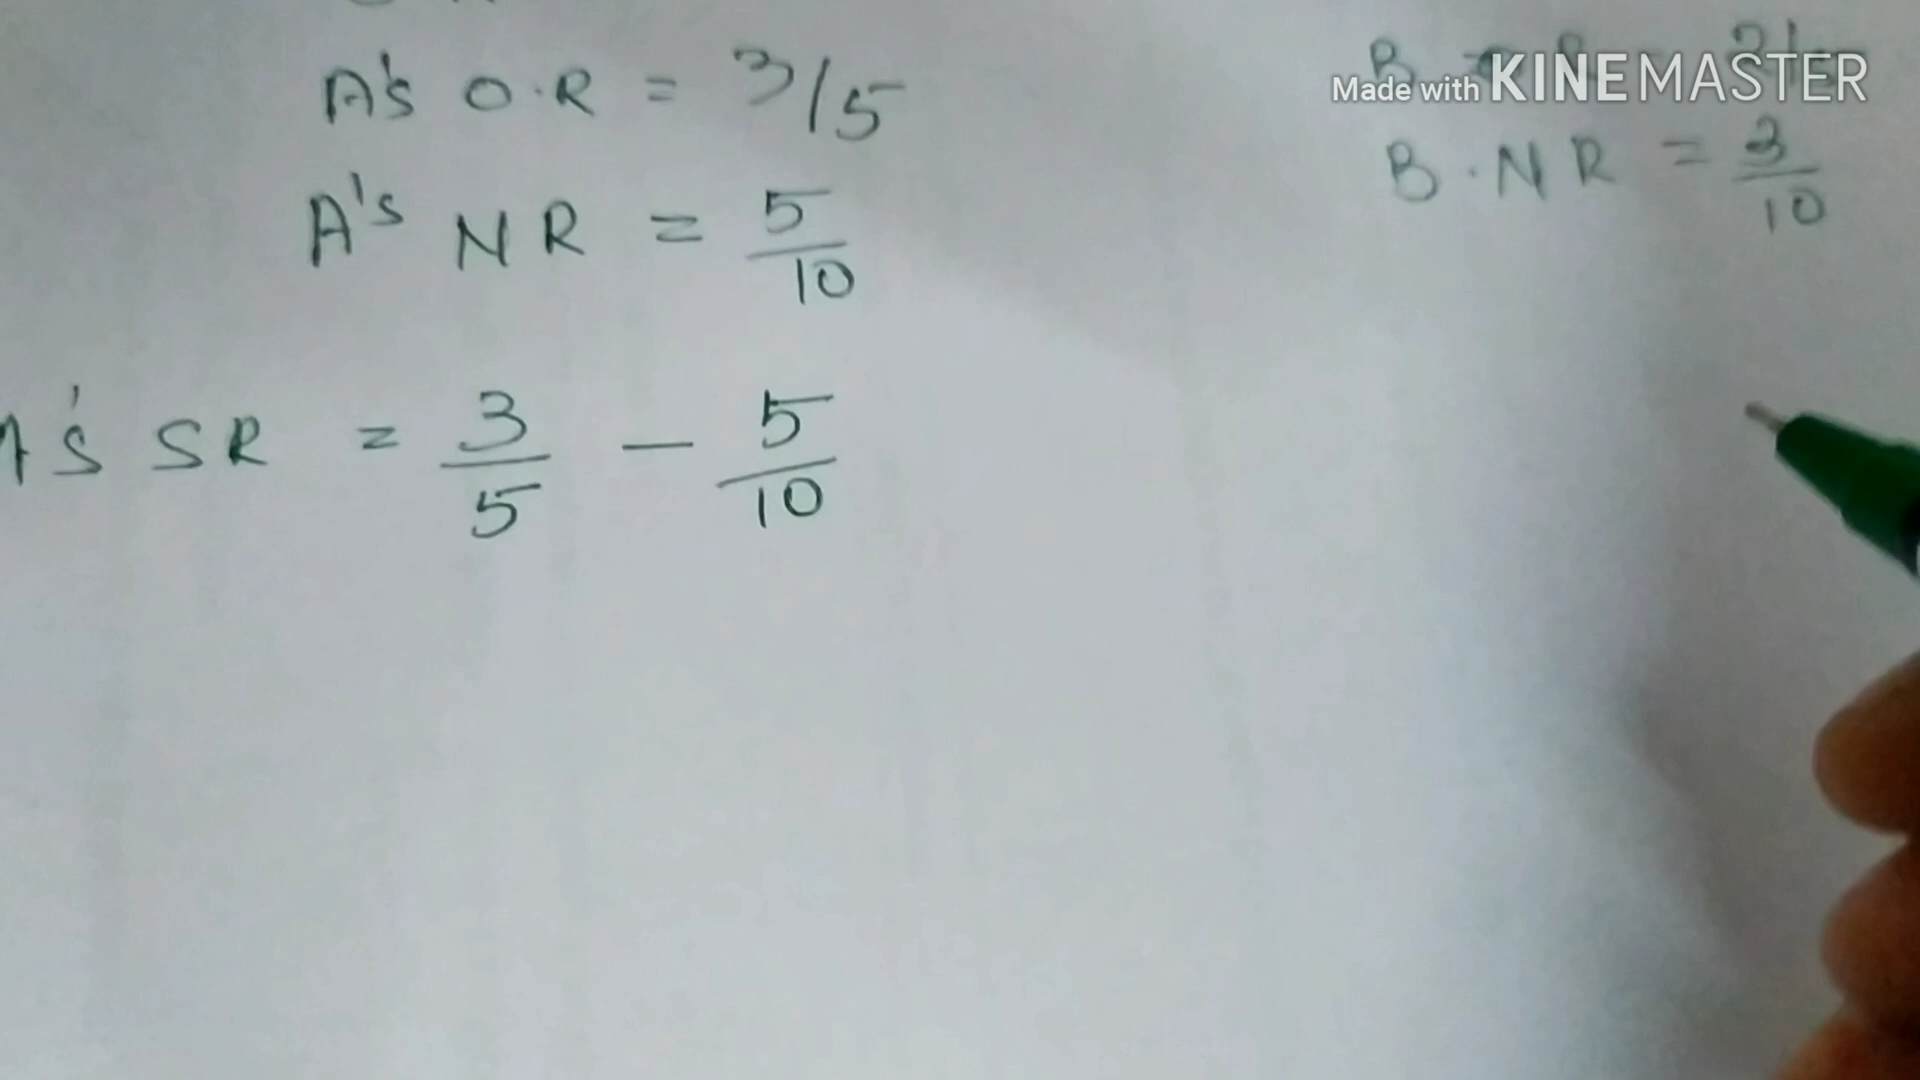 A's O.R = 3/5
Made with KINEMASTER
B.NR = 3/10
A's NR = 5/10
A's SR = 3/5 - 5/10